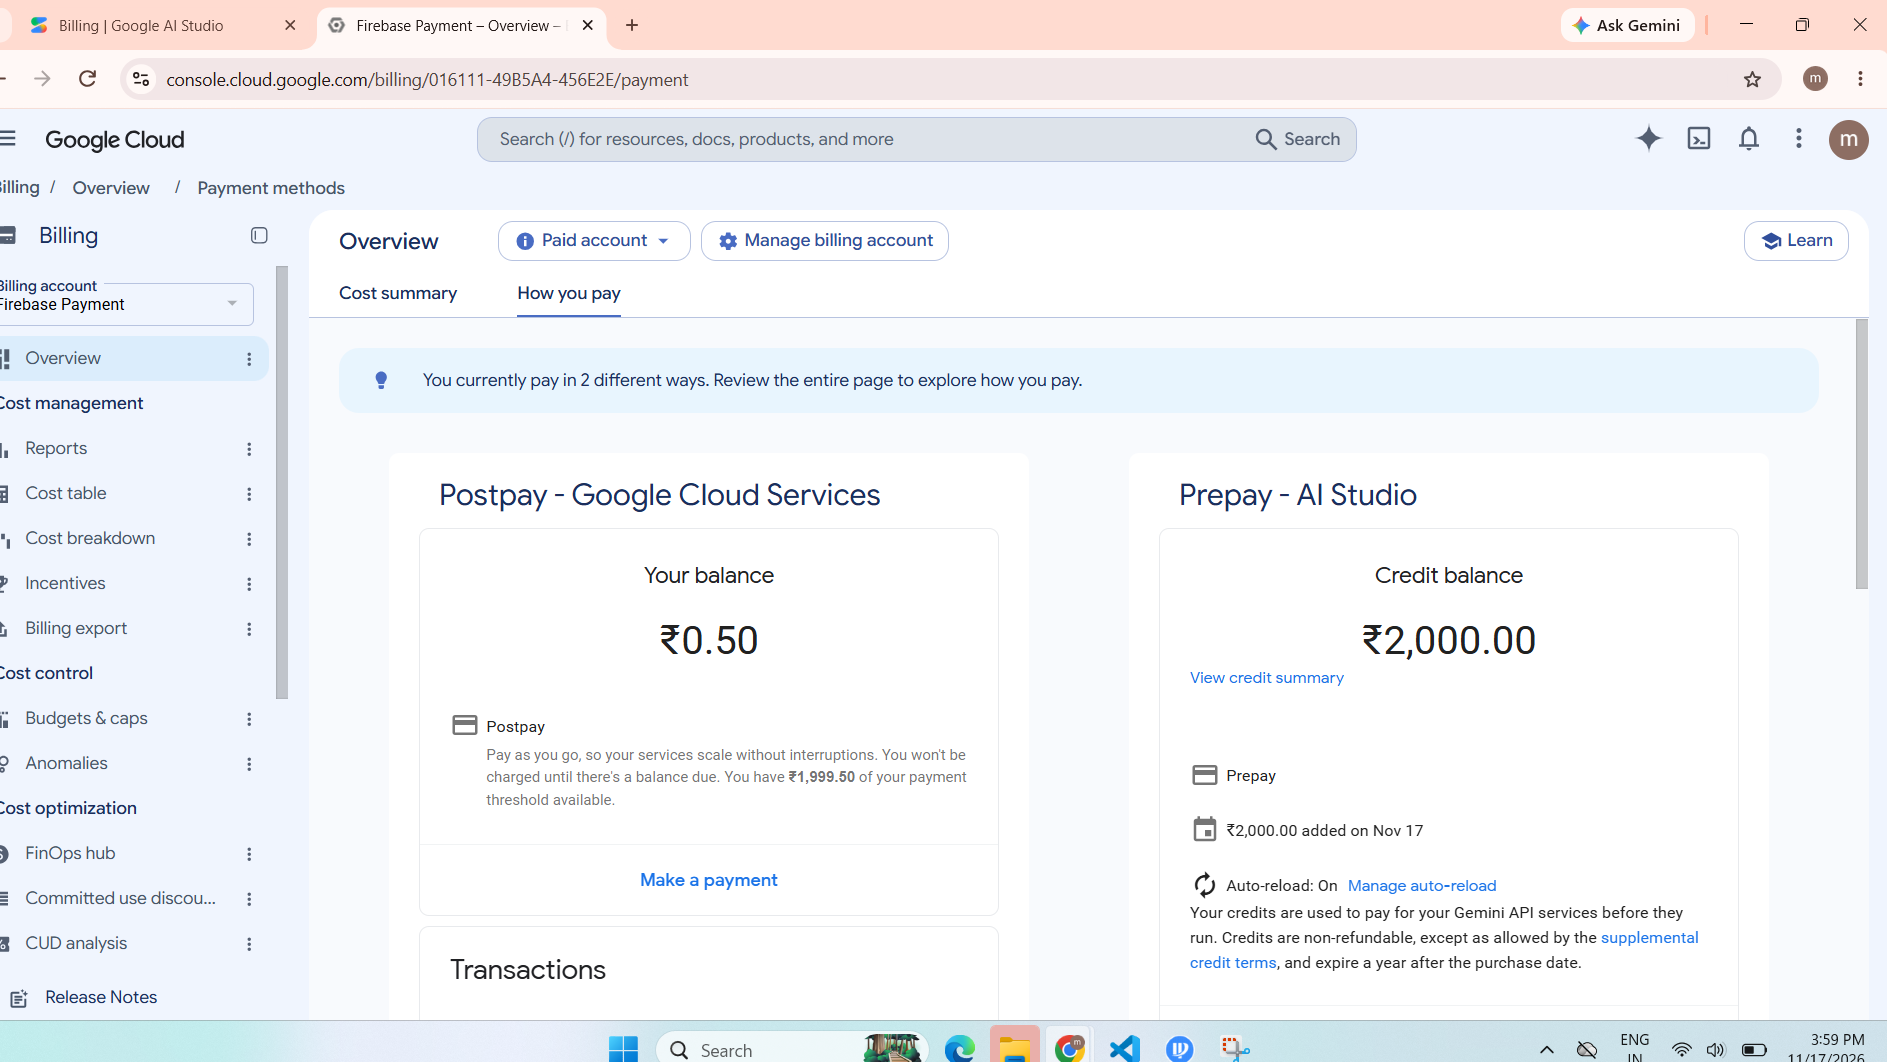 Billing | Google AI Studio
Firebase Payment – Overview –
Ask Gemini
console.cloud.google.com/billing/016111-49B5A4-456E2E/payment
m
Google Cloud
Search (/) for resources, docs, products, and more
Search
m
illing / Overview / Payment methods
Billing
Billing account
Firebase Payment
Overview
Cost management
Reports
Cost table
Cost breakdown
Incentives
Billing export
Cost control
Budgets & caps
Anomalies
Cost optimization
FinOps hub
Committed use discou...
CUD analysis
Release Notes
Overview
Paid account
Manage billing account
Learn
Cost summary
How you pay
You currently pay in 2 different ways. Review the entire page to explore how you pay.
Postpay - Google Cloud Services
Your balance
₹0.50
Postpay
Pay as you go, so your services scale without interruptions. You won't be
charged until there's a balance due. You have ₹1,999.50 of your payment
threshold available.
Make a payment
Transactions
Prepay - AI Studio
Credit balance
₹2,000.00
View credit summary
Prepay
₹2,000.00 added on Nov 17
Auto-reload: On Manage auto-reload
Your credits are used to pay for your Gemini API services before they
run. Credits are non-refundable, except as allowed by the supplemental
credit terms, and expire a year after the purchase date.
Search
ENG
IN
3:59 PM
11/17/2026